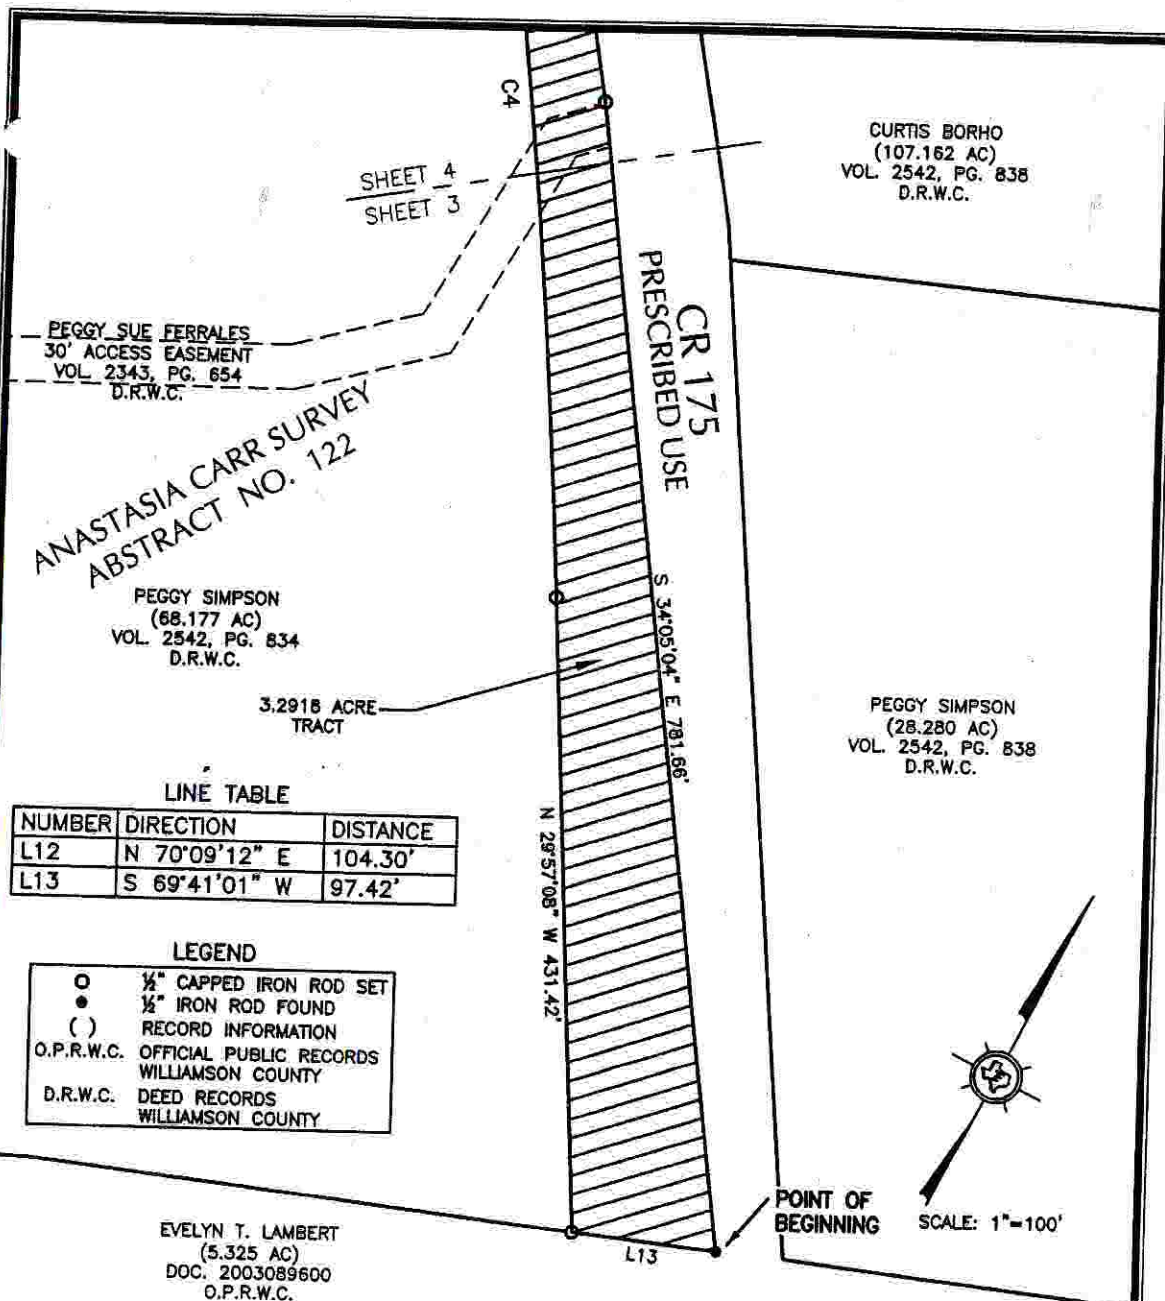 C4
SHEET 4
SHEET 3
CURTIS BORHO
(107.162 AC)
VOL. 2542, PG. 838
D.R.W.C.
CR 175
PRESCRIBED USE
PEGGY SUE FERRALES
30' ACCESS EASEMENT
VOL. 2343, PG. 654
D.R.W.C.
ANASTASIA CARR SURVEY
ABSTRACT NO. 122
PEGGY SIMPSON
(68.177 AC)
VOL. 2542, PG. 834
D.R.W.C.
S 34°05'04" E 781.66'
3.2918 ACRE
TRACT
PEGGY SIMPSON
(28.280 AC)
VOL. 2542, PG. 838
D.R.W.C.
LINE TABLE
NUMBER DIRECTION DISTANCE
L12 N 70°09'12" E 104.30'
L13 S 69°41'01" W 97.42'
N 29°57'08" W 431.42'
LEGEND
½" CAPPED IRON ROD SET
½" IRON ROD FOUND
( ) RECORD INFORMATION
O.P.R.W.C. OFFICIAL PUBLIC RECORDS
WILLIAMSON COUNTY
D.R.W.C. DEED RECORDS
WILLIAMSON COUNTY
POINT OF
BEGINNING
SCALE: 1"=100'
L13
EVELYN T. LAMBERT
(5.325 AC)
DOC. 2003089600
O.P.R.W.C.